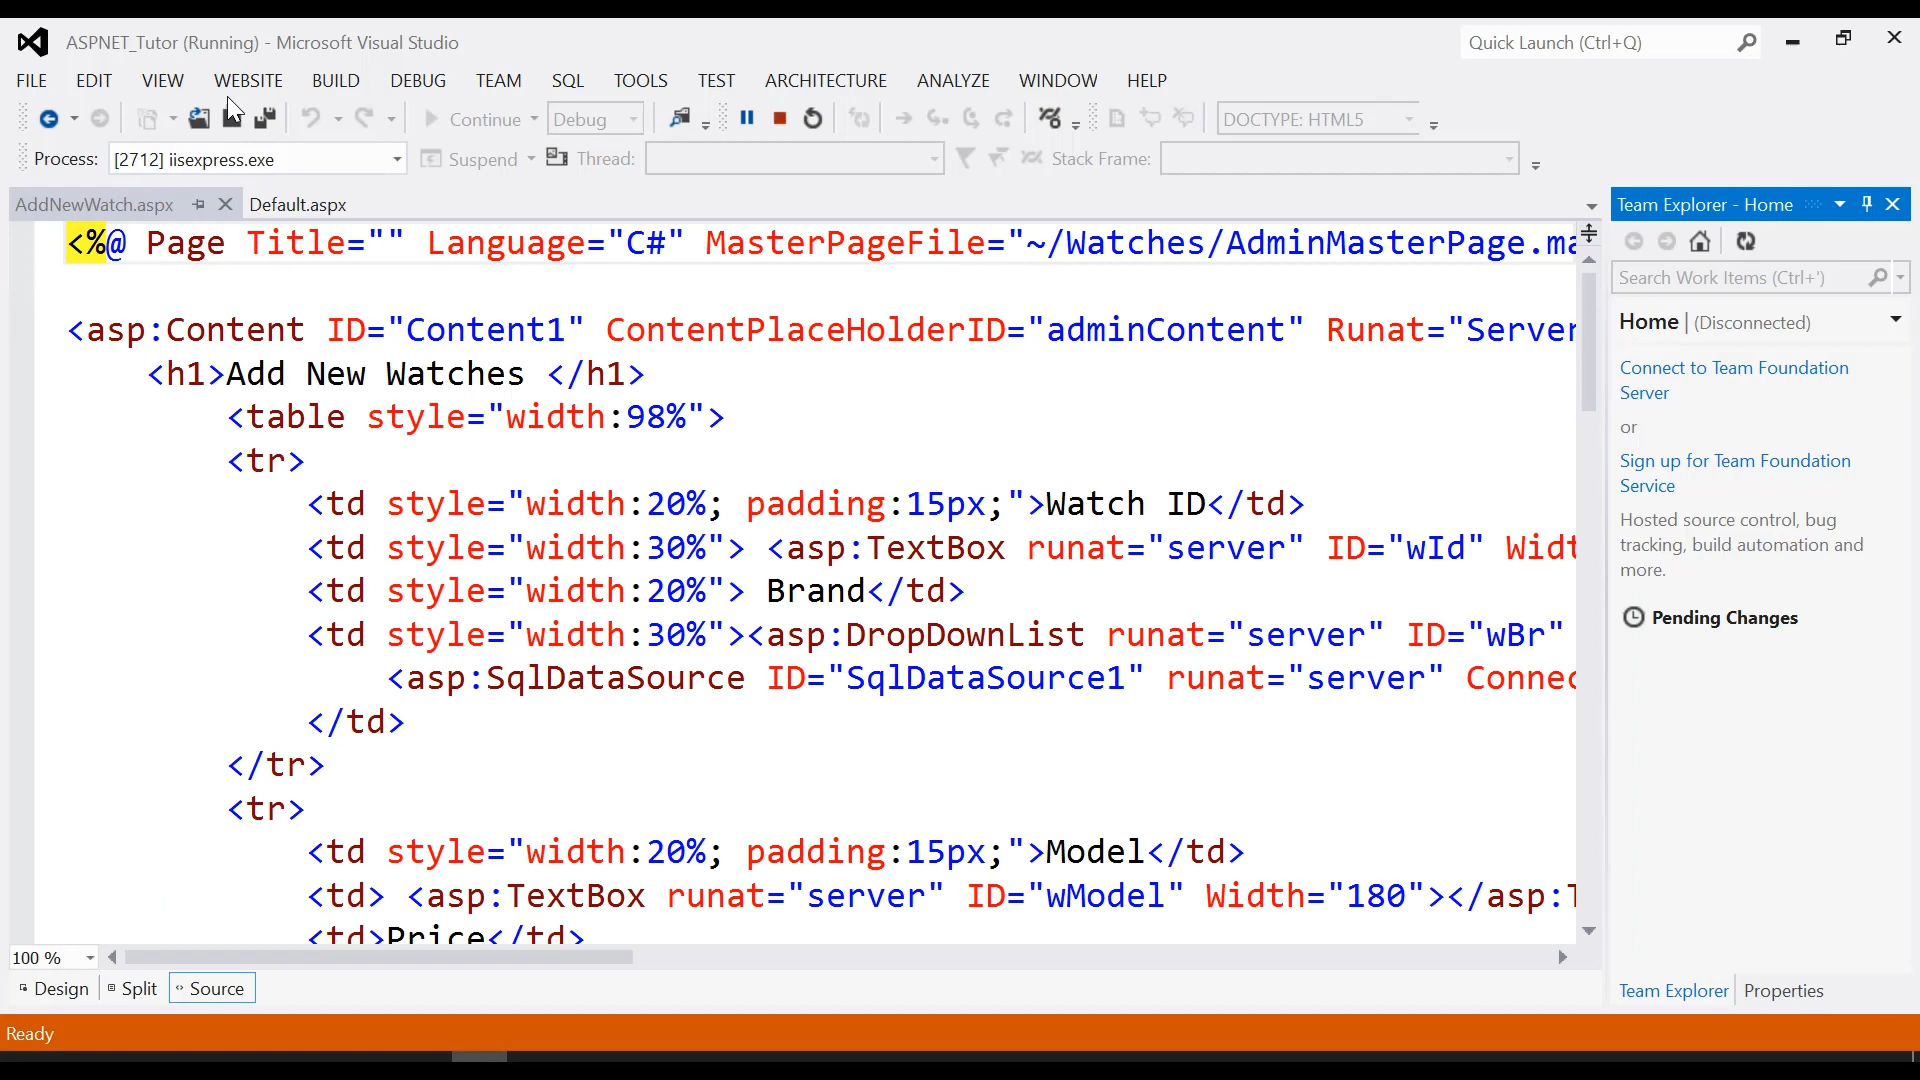 ASPNET_Tutor (Running) - Microsoft Visual Studio
Quick Launch (Ctrl+Q)
FILE EDIT VIEW WEBSITE BUILD DEBUG TEAM SQL TOOLS TEST ARCHITECTURE ANALYZE WINDOW HELP
Continue Debug DOCTYPE: HTML5
Process: [2712] iisexpress.exe Suspend Thread: Stack Frame:
AddNewWatch.aspx Default.aspx
<%@ Page Title="" Language="C#" MasterPageFile="~/Watches/AdminMasterPage.ma
<asp:Content ID="Content1" ContentPlaceHolderID="adminContent" Runat="Server
<h1>Add New Watches </h1>
<table style="width:98%">
<tr>
<td style="width:20%; padding:15px;">Watch ID</td>
<td style="width:30%"> <asp:TextBox runat="server" ID="wId" Widt
<td style="width:20%"> Brand</td>
<td style="width:30%"><asp:DropDownList runat="server" ID="wBr"
<asp:SqlDataSource ID="SqlDataSource1" runat="server" Connec
</td>
</tr>
<tr>
<td style="width:20%; padding:15px;">Model</td>
<td> <asp:TextBox runat="server" ID="wModel" Width="180"></asp:T
<td>Price</td>
100 %
Design Split Source
Team Explorer - Home
Search Work Items (Ctrl+')
Home | (Disconnected)
Connect to Team Foundation
Server
or
Sign up for Team Foundation
Service
Hosted source control, bug
tracking, build automation and
more.
Pending Changes
Team Explorer Properties
Ready